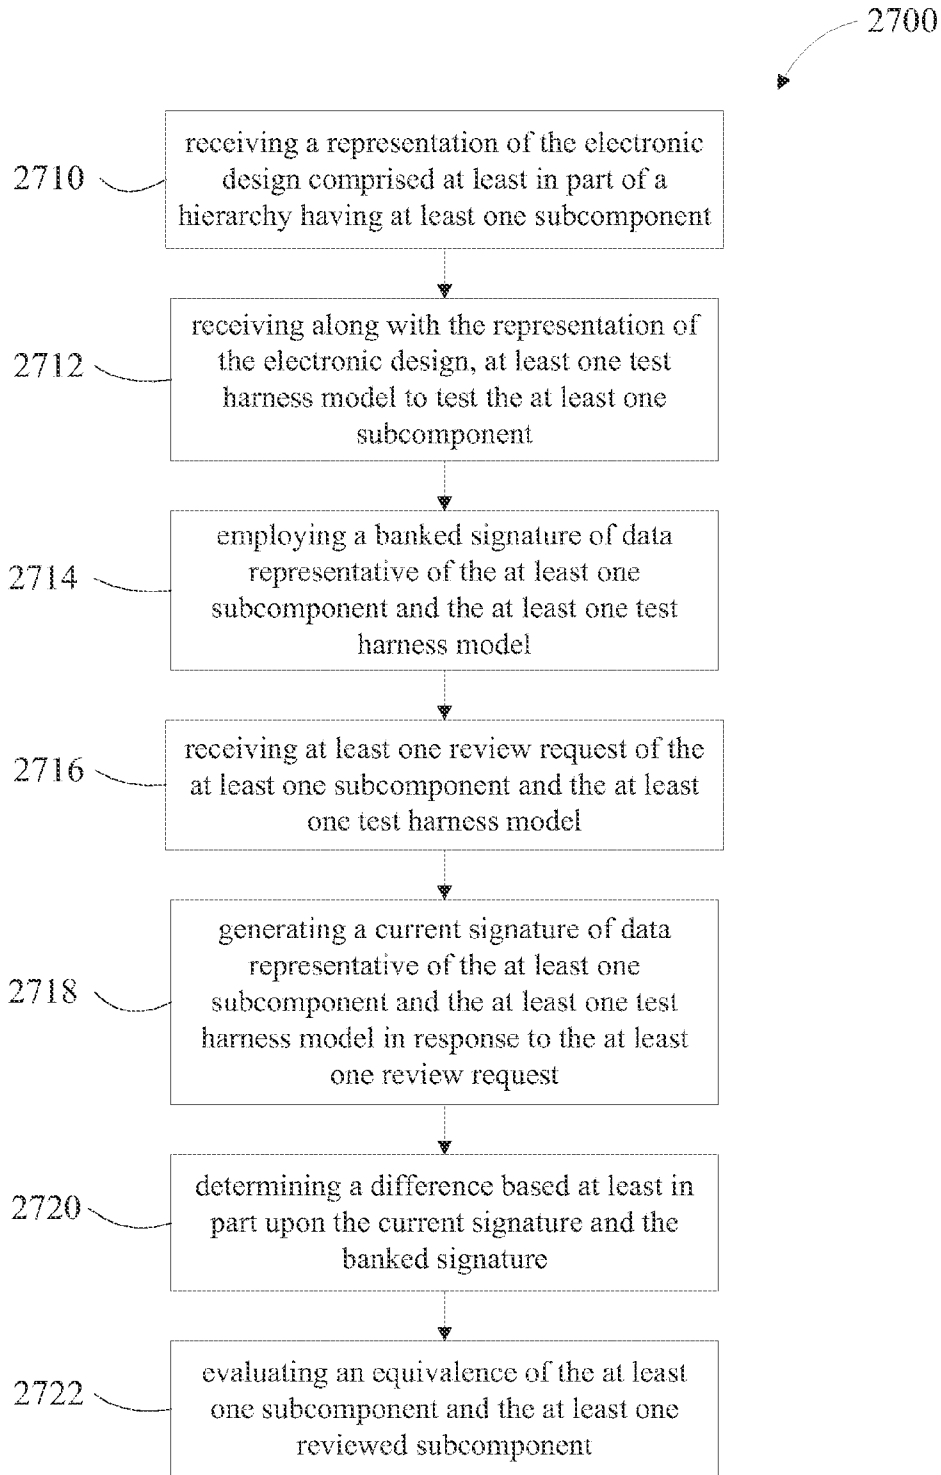 2700
2710
receiving a representation of the electronic
design comprised at least in part of a
hierarchy having at least one subcomponent
2712
receiving along with the representation of
the electronic design, at least one test
harness model to test the at least one
subcomponent
2714
employing a banked signature of data
representative of the at least one
subcomponent and the at least one test
harness model
2716
receiving at least one review request of the
at least one subcomponent and the at least
one test harness model
2718
generating a current signature of data
representative of the at least one
subcomponent and the at least one test
harness model in response to the at least
one review request
2720
determining a difference based at least in
part upon the current signature and the
banked signature
2722
evaluating an equivalence of the at least
one subcomponent and the at least one
reviewed subcomponent